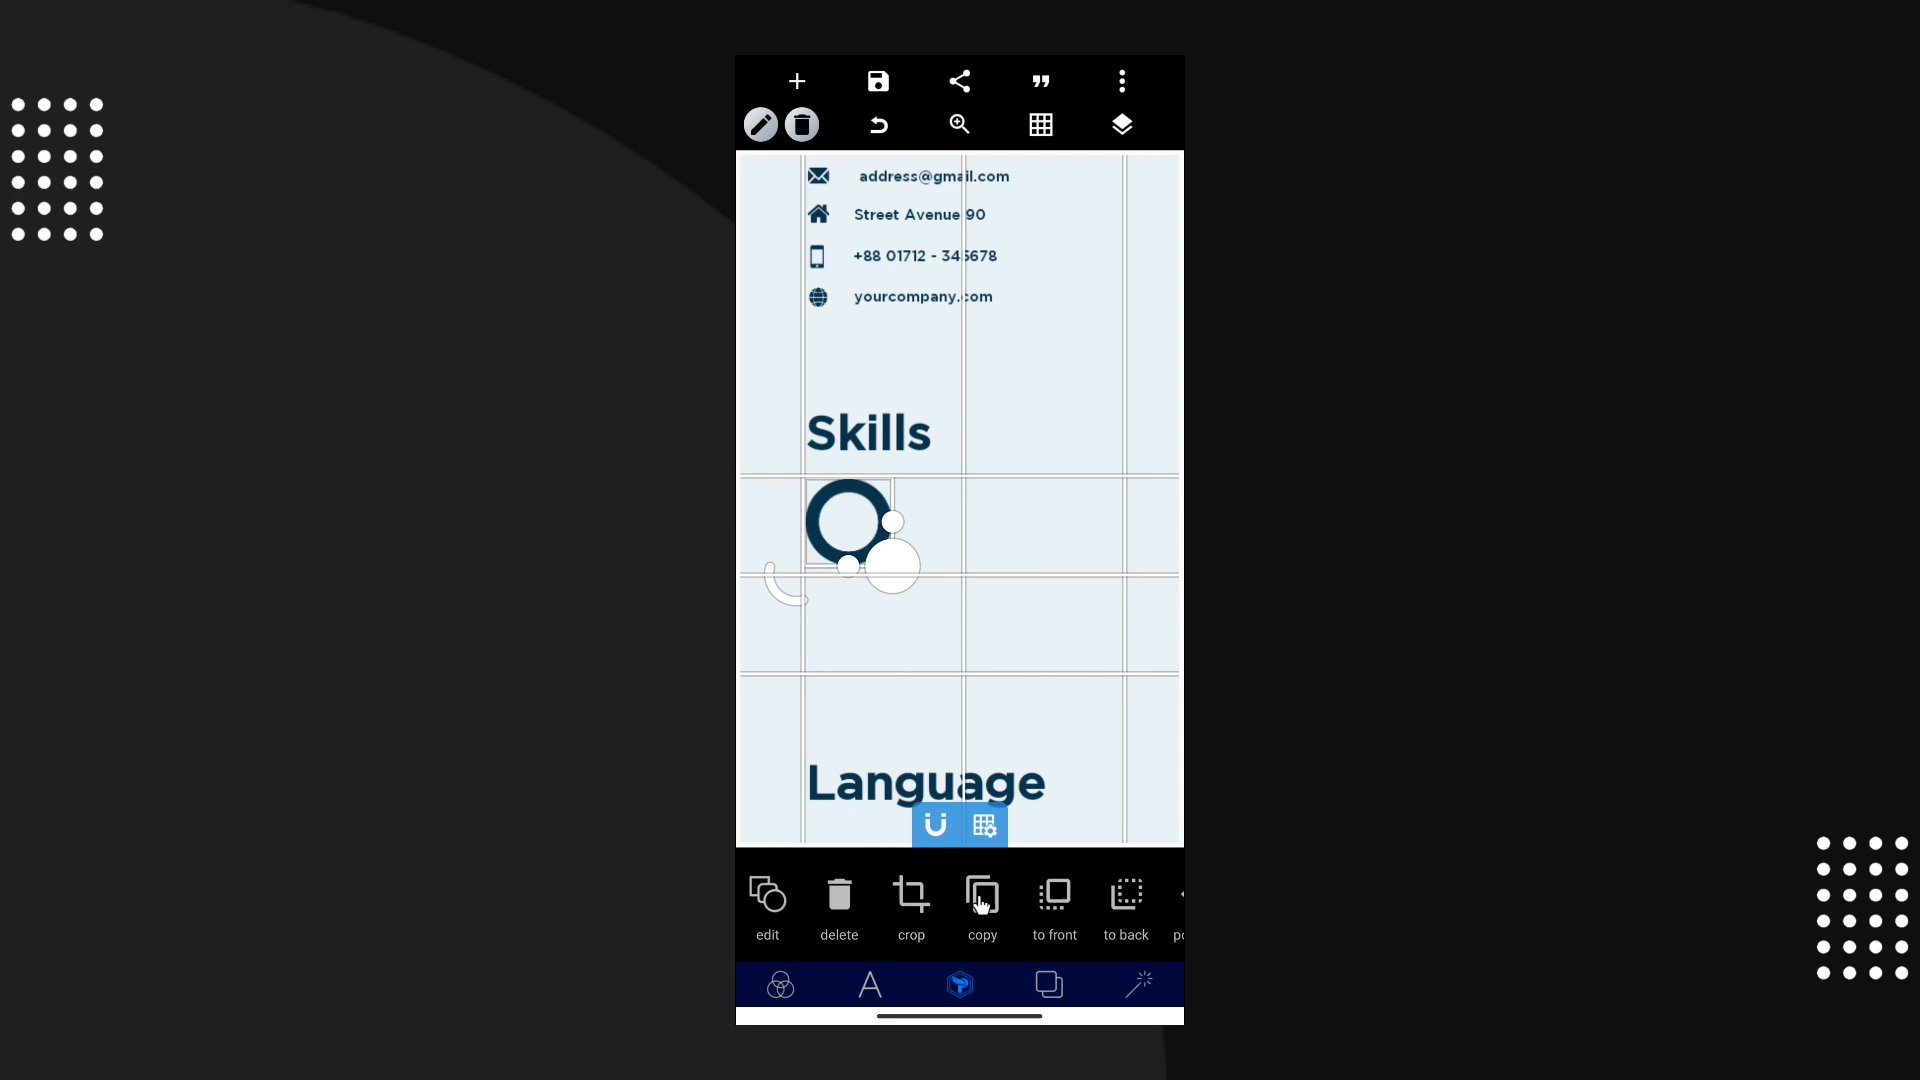 address@gmail.com
Street Avenue 90
+88 01712 - 345678
yourcompany.com
Skills
Language
edit
delete
crop
copy
to front
to back